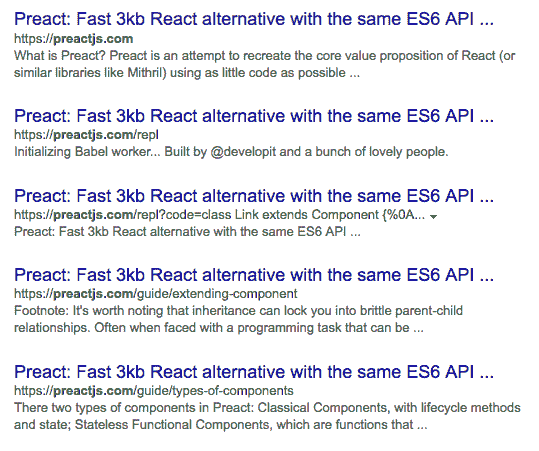 Preact: Fast 3kb React alternative with the same ES6 API ...
https://preactjs.com
What is Preact? Preact is an attempt to recreate the core value proposition of React (or
similar libraries like Mithril) using as little code as possible ...
Preact: Fast 3kb React alternative with the same ES6 API ...
https://preactjs.com/repl
Initializing Babel worker... Built by @developit and a bunch of lovely people.
Preact: Fast 3kb React alternative with the same ES6 API ...
https://preactjs.com/repl?code=class Link extends Component {%0A...
Preact: Fast 3kb React alternative with the same ES6 API ...
Preact: Fast 3kb React alternative with the same ES6 API ...
https://preactjs.com/guide/extending-component
Footnote: It's worth noting that inheritance can lock you into brittle parent-child
relationships. Often when faced with a programming task that can be ...
Preact: Fast 3kb React alternative with the same ES6 API ...
https://preactjs.com/guide/types-of-components
There two types of components in Preact: Classical Components, with lifecycle methods
and state; Stateless Functional Components, which are functions that ...